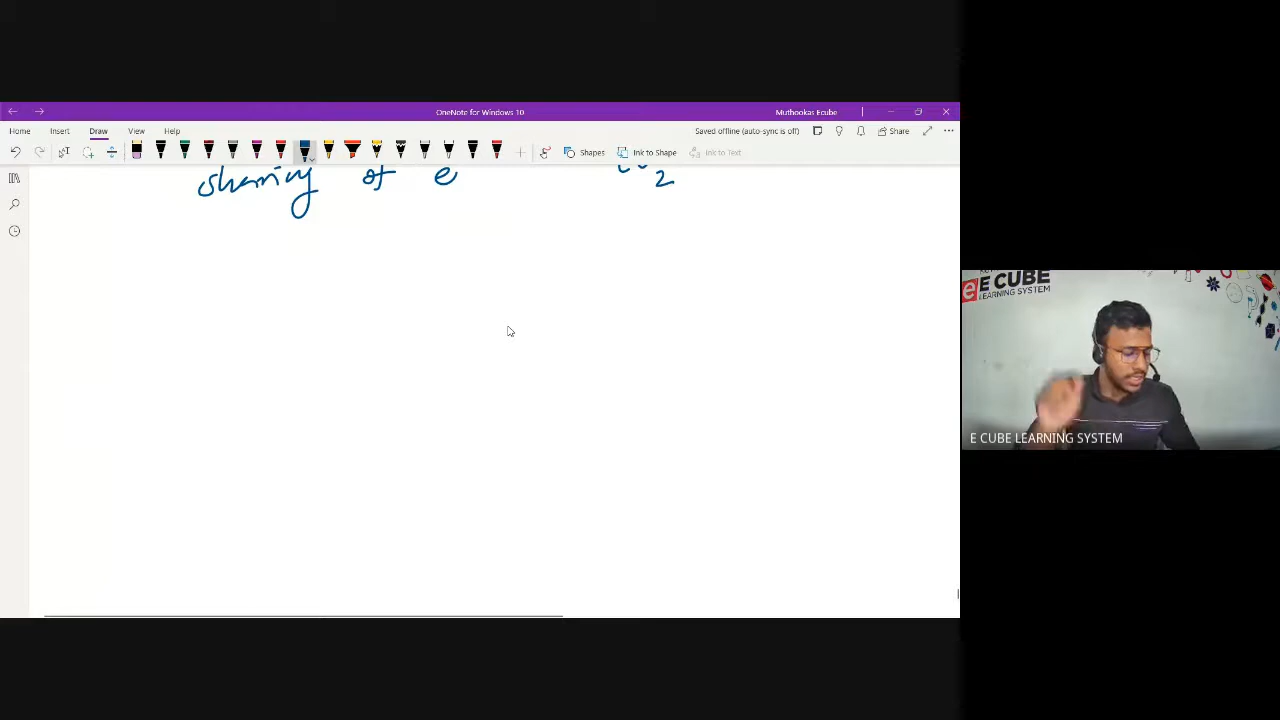 OneNote for Windows 10
Muthookas Ecube
Home Insert Draw View Help
Saved offline (auto-sync is off)
Share
Shapes
Ink to Shape
Ink to Text
sharing of e
2
E CUBE
LEARNING SYSTEM
E CUBE LEARNING SYSTEM